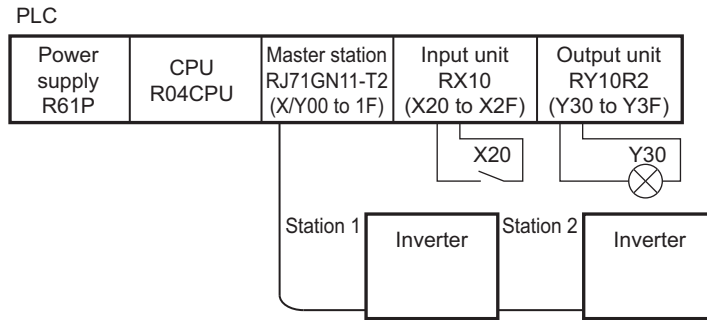 PLC
Power
supply
R61P
CPU
R04CPU
Master station
RJ71GN11-T2
(X/Y00 to 1F)
Input unit
RX10
(X20 to X2F)
Output unit
RY10R2
(Y30 to Y3F)
X20
Y30
Station 1
Inverter
Station 2
Inverter